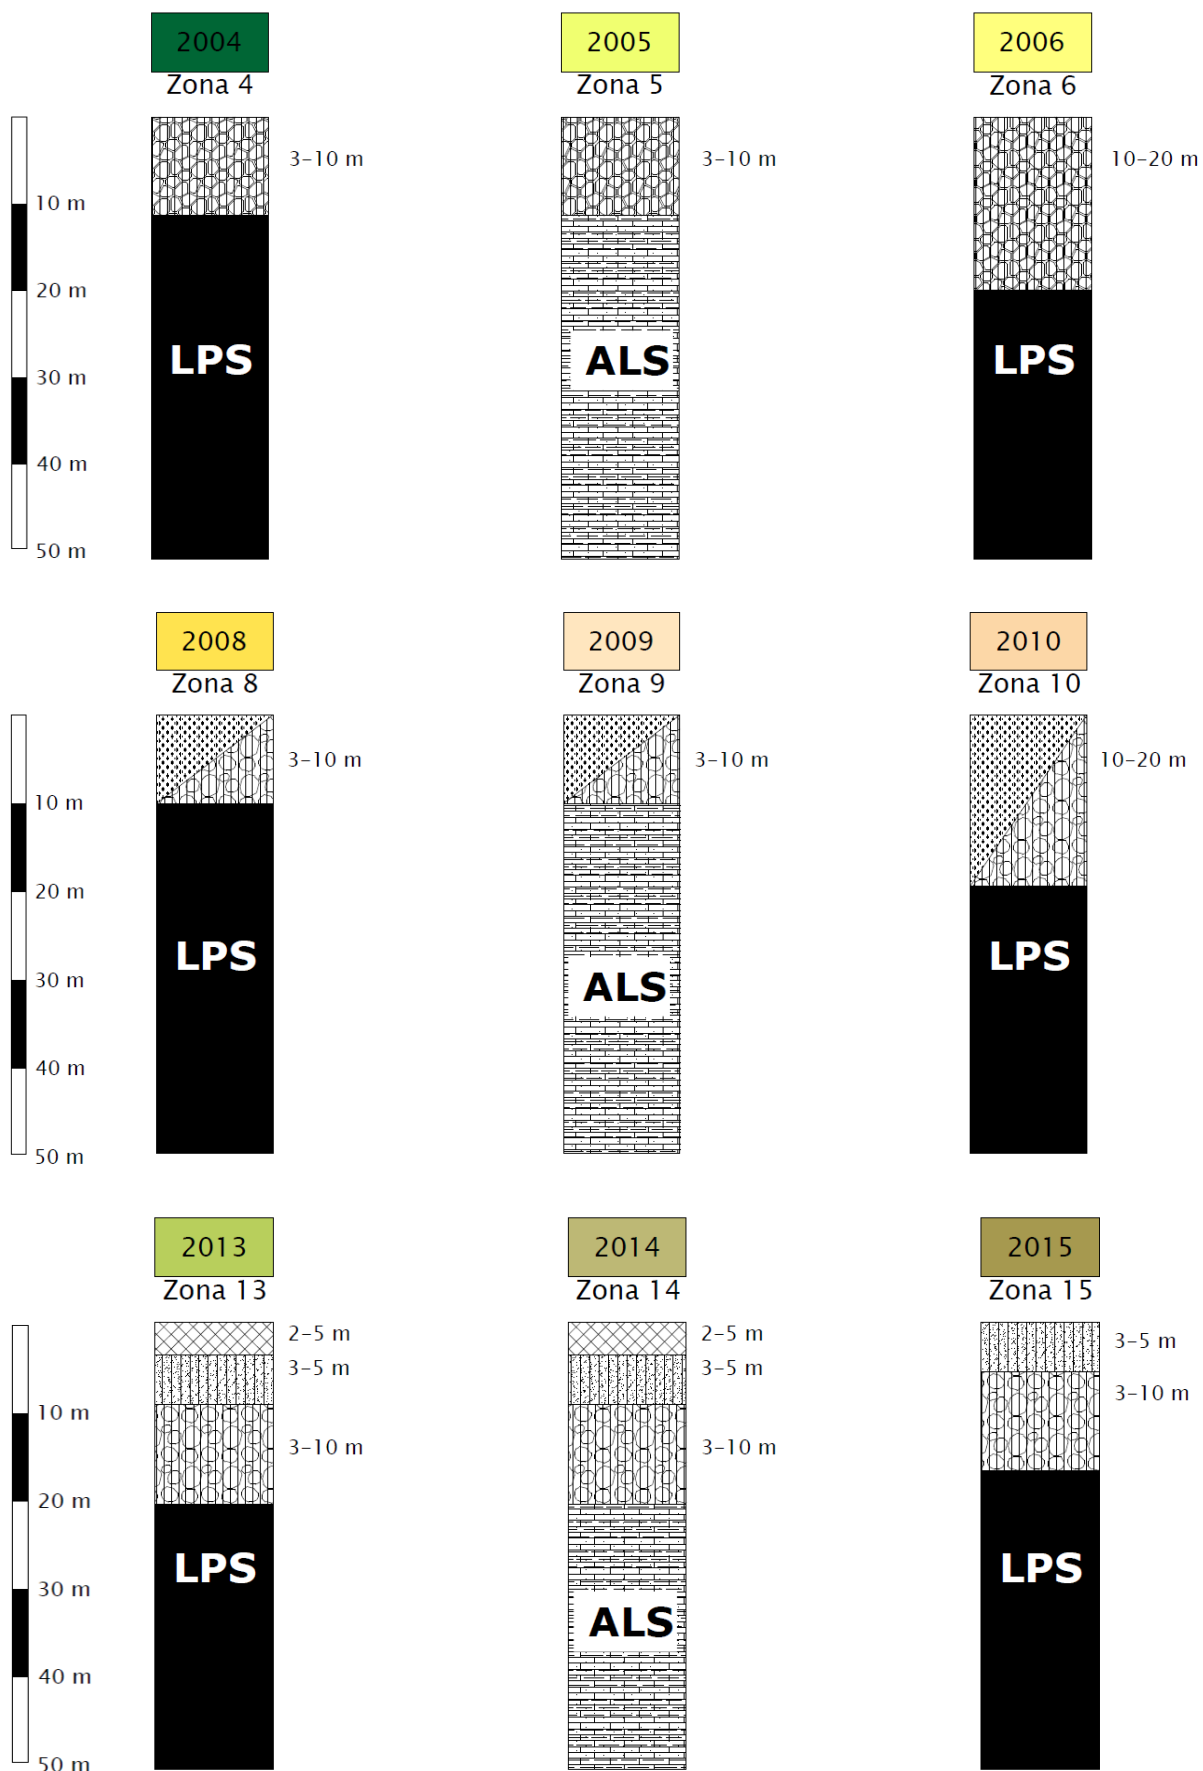 2004 2005 2006
Zona 4 Zona 5 Zona 6
3–10 m 3–10 m 10–20 m
10 m
20 m
LPS ALS LPS
30 m
40 m
50 m
2008 2009 2010
Zona 8 Zona 9 Zona 10
3–10 m 3–10 m 10–20 m
10 m
20 m
LPS ALS LPS
30 m
40 m
50 m
2013 2014 2015
Zona 13 Zona 14 Zona 15
2–5 m 2–5 m 3–5 m
3–5 m 3–5 m 3–10 m
10 m
3–10 m 3–10 m
20 m
LPS ALS LPS
30 m
40 m
50 m